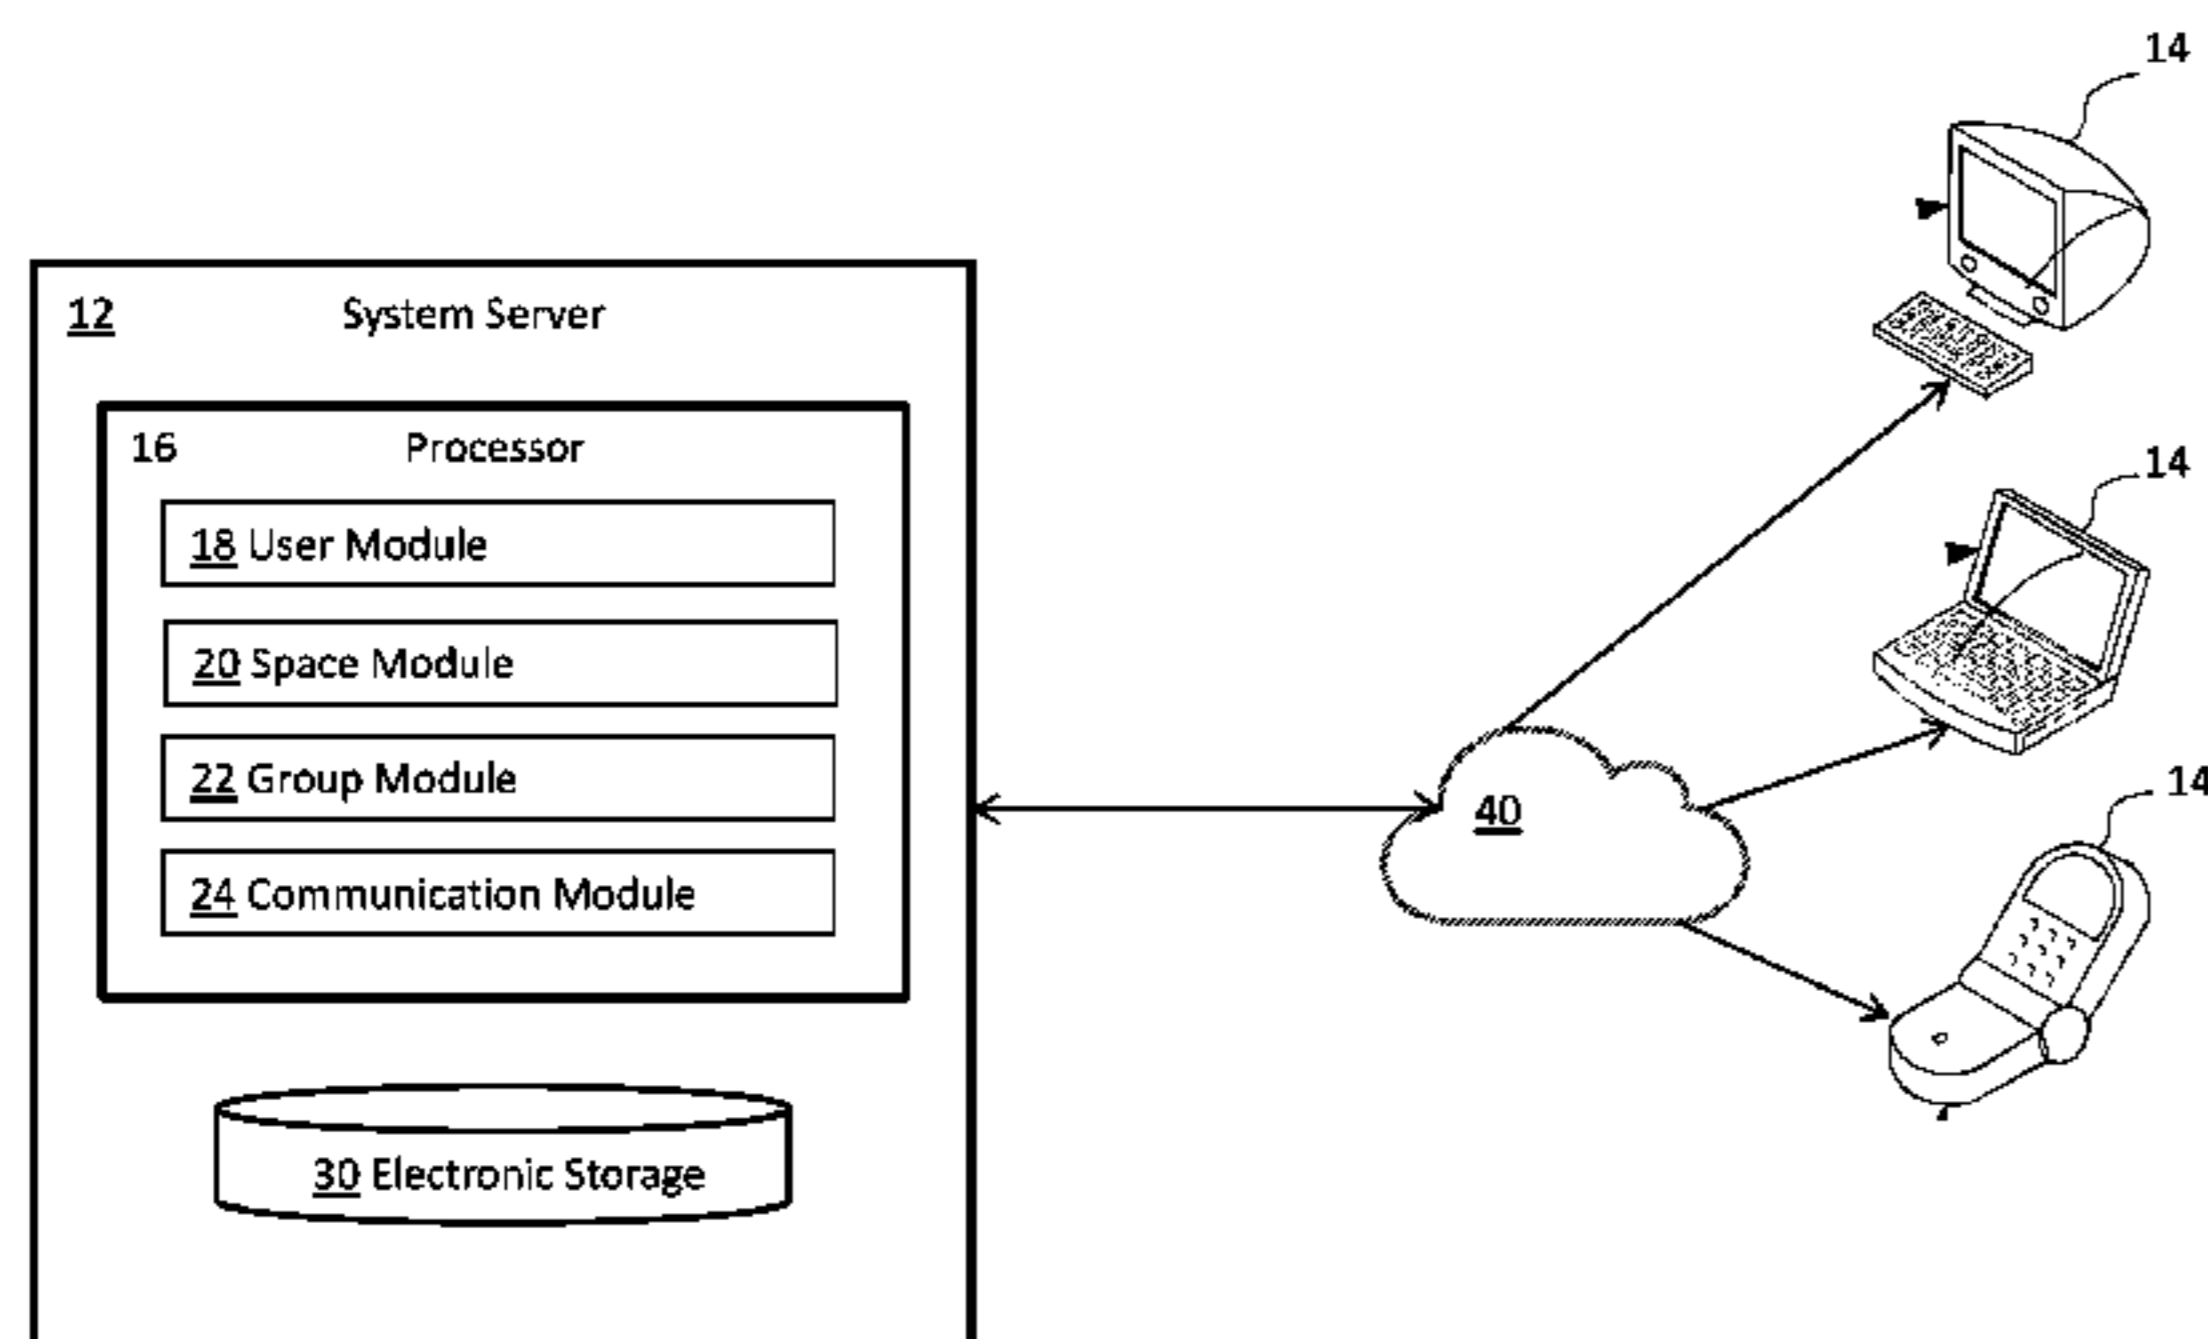 14
12 System Server
16 Processor
18 User Module
20 Space Module
22 Group Module
24 Communication Module
30 Electronic Storage
40
14
14